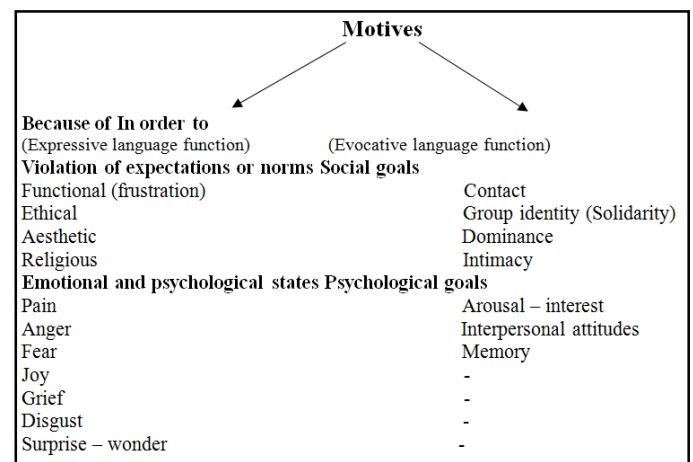 Motives
Because of In order to
(Expressive language function) (Evocative language function)
Violation of expectations or norms Social goals
Functional (frustration) Contact
Ethical Group identity (Solidarity)
Aesthetic Dominance
Religious Intimacy
Emotional and psychological states Psychological goals
Pain Arousal – interest
Anger Interpersonal attitudes
Fear Memory
Joy -
Grief -
Disgust -
Surprise – wonder -